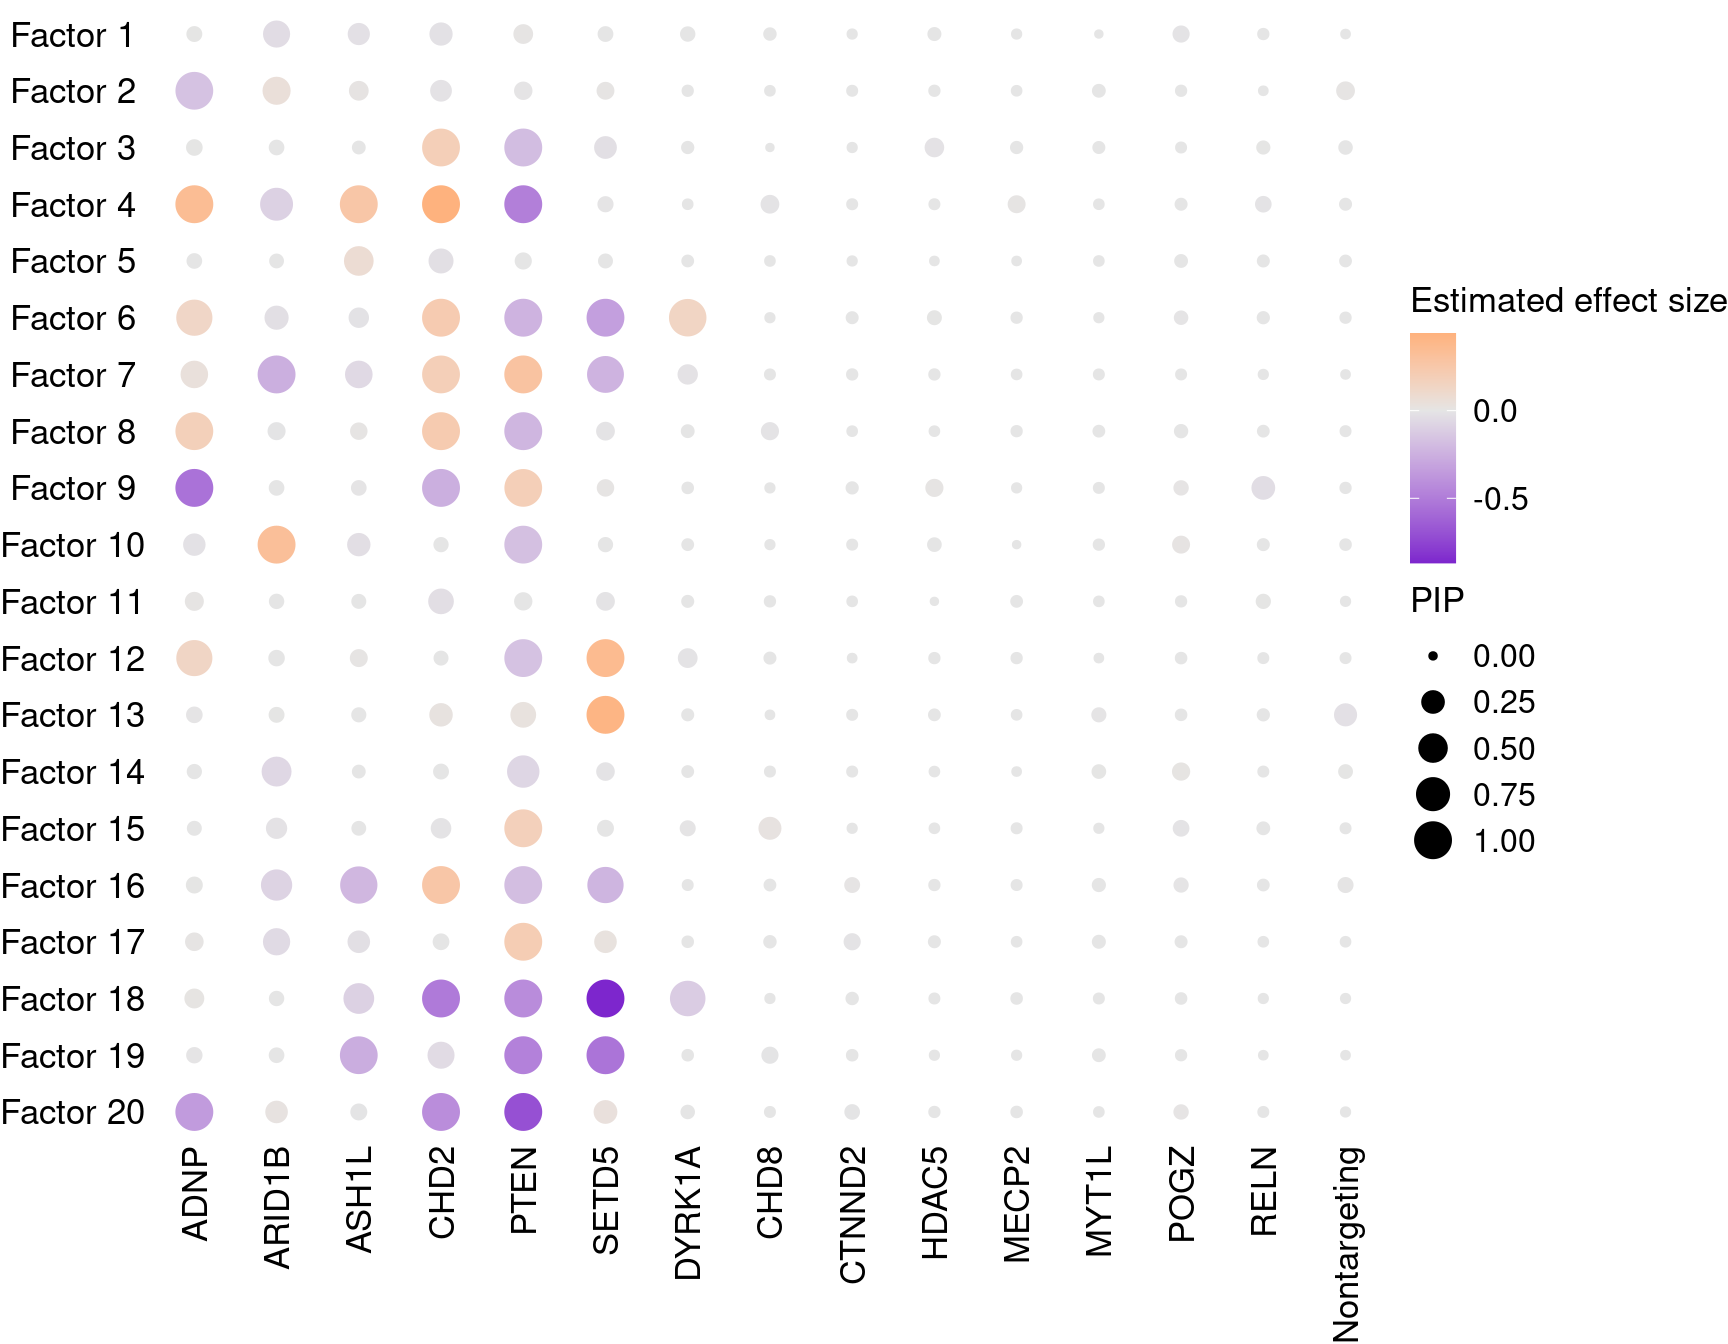 Factor 1
Factor 2
Factor 3
Factor 4
Factor 5
Factor 6
Factor 7
Factor 8
Factor 9
Factor 10
Factor 11
Factor 12
Factor 13
Factor 14
Factor 15
Factor 16
Factor 17
Factor 18
Factor 19
Factor 20
ADNP
ARID1B
ASH1L
CHD2
PTEN
SETD5
DYRK1A
CHD8
CTNND2
HDAC5
MECP2
MYT1L
POGZ
RELN
Nontargeting
Estimated effect size
0.0
-0.5
PIP
0.00
0.25
0.50
0.75
1.00